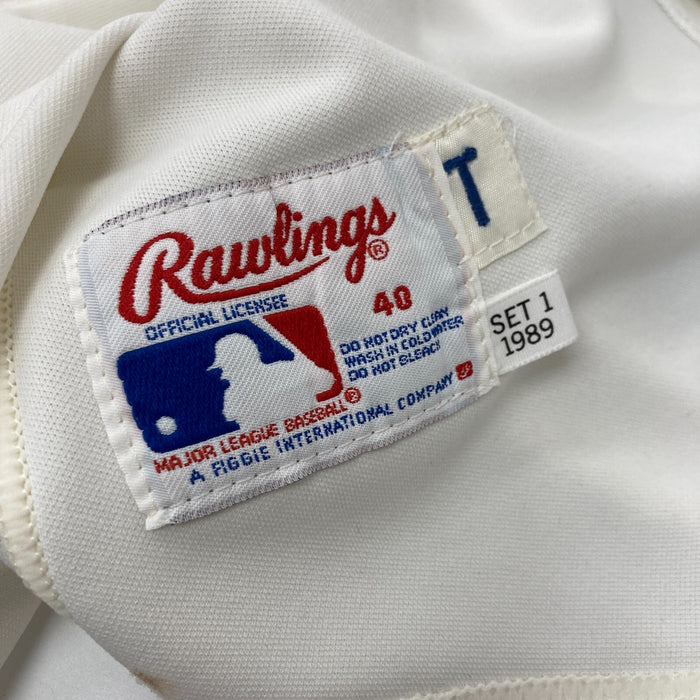 Rawlings®
OFFICIAL LICENSEE
40
DO NOT DRY CLEAN
WASH IN COLD WATER
DO NOT BLEACH
MAJOR LEAGUE BASEBALL®
A FIGGIE INTERNATIONAL COMPANY
T
SET 1
1989